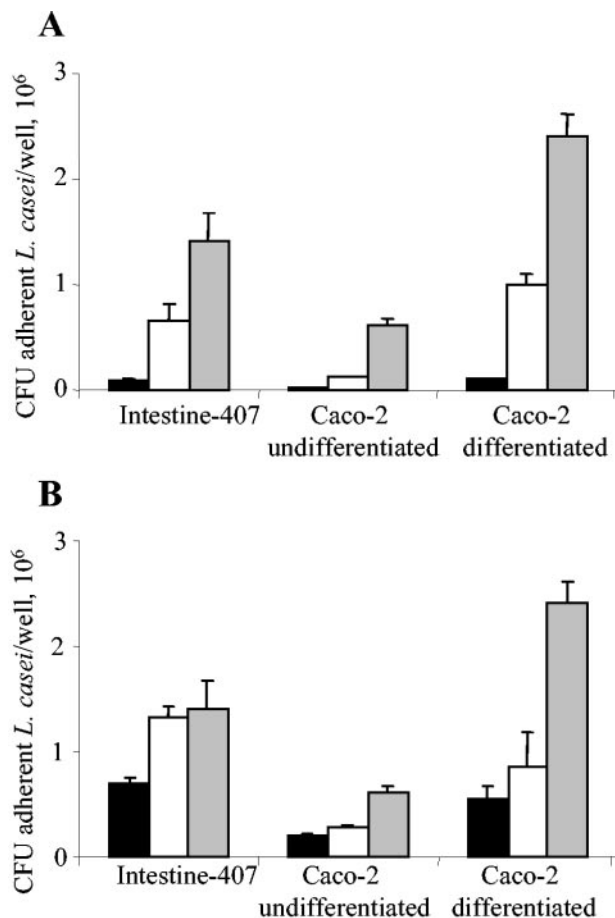 A
CFU adherent L. casei/well, 10⁶
3
2
1
0
Intestine-407
Caco-2
undifferentiated
Caco-2
differentiated
B
CFU adherent L. casei/well, 10⁶
3
2
1
0
Intestine-407
Caco-2
undifferentiated
Caco-2
differentiated